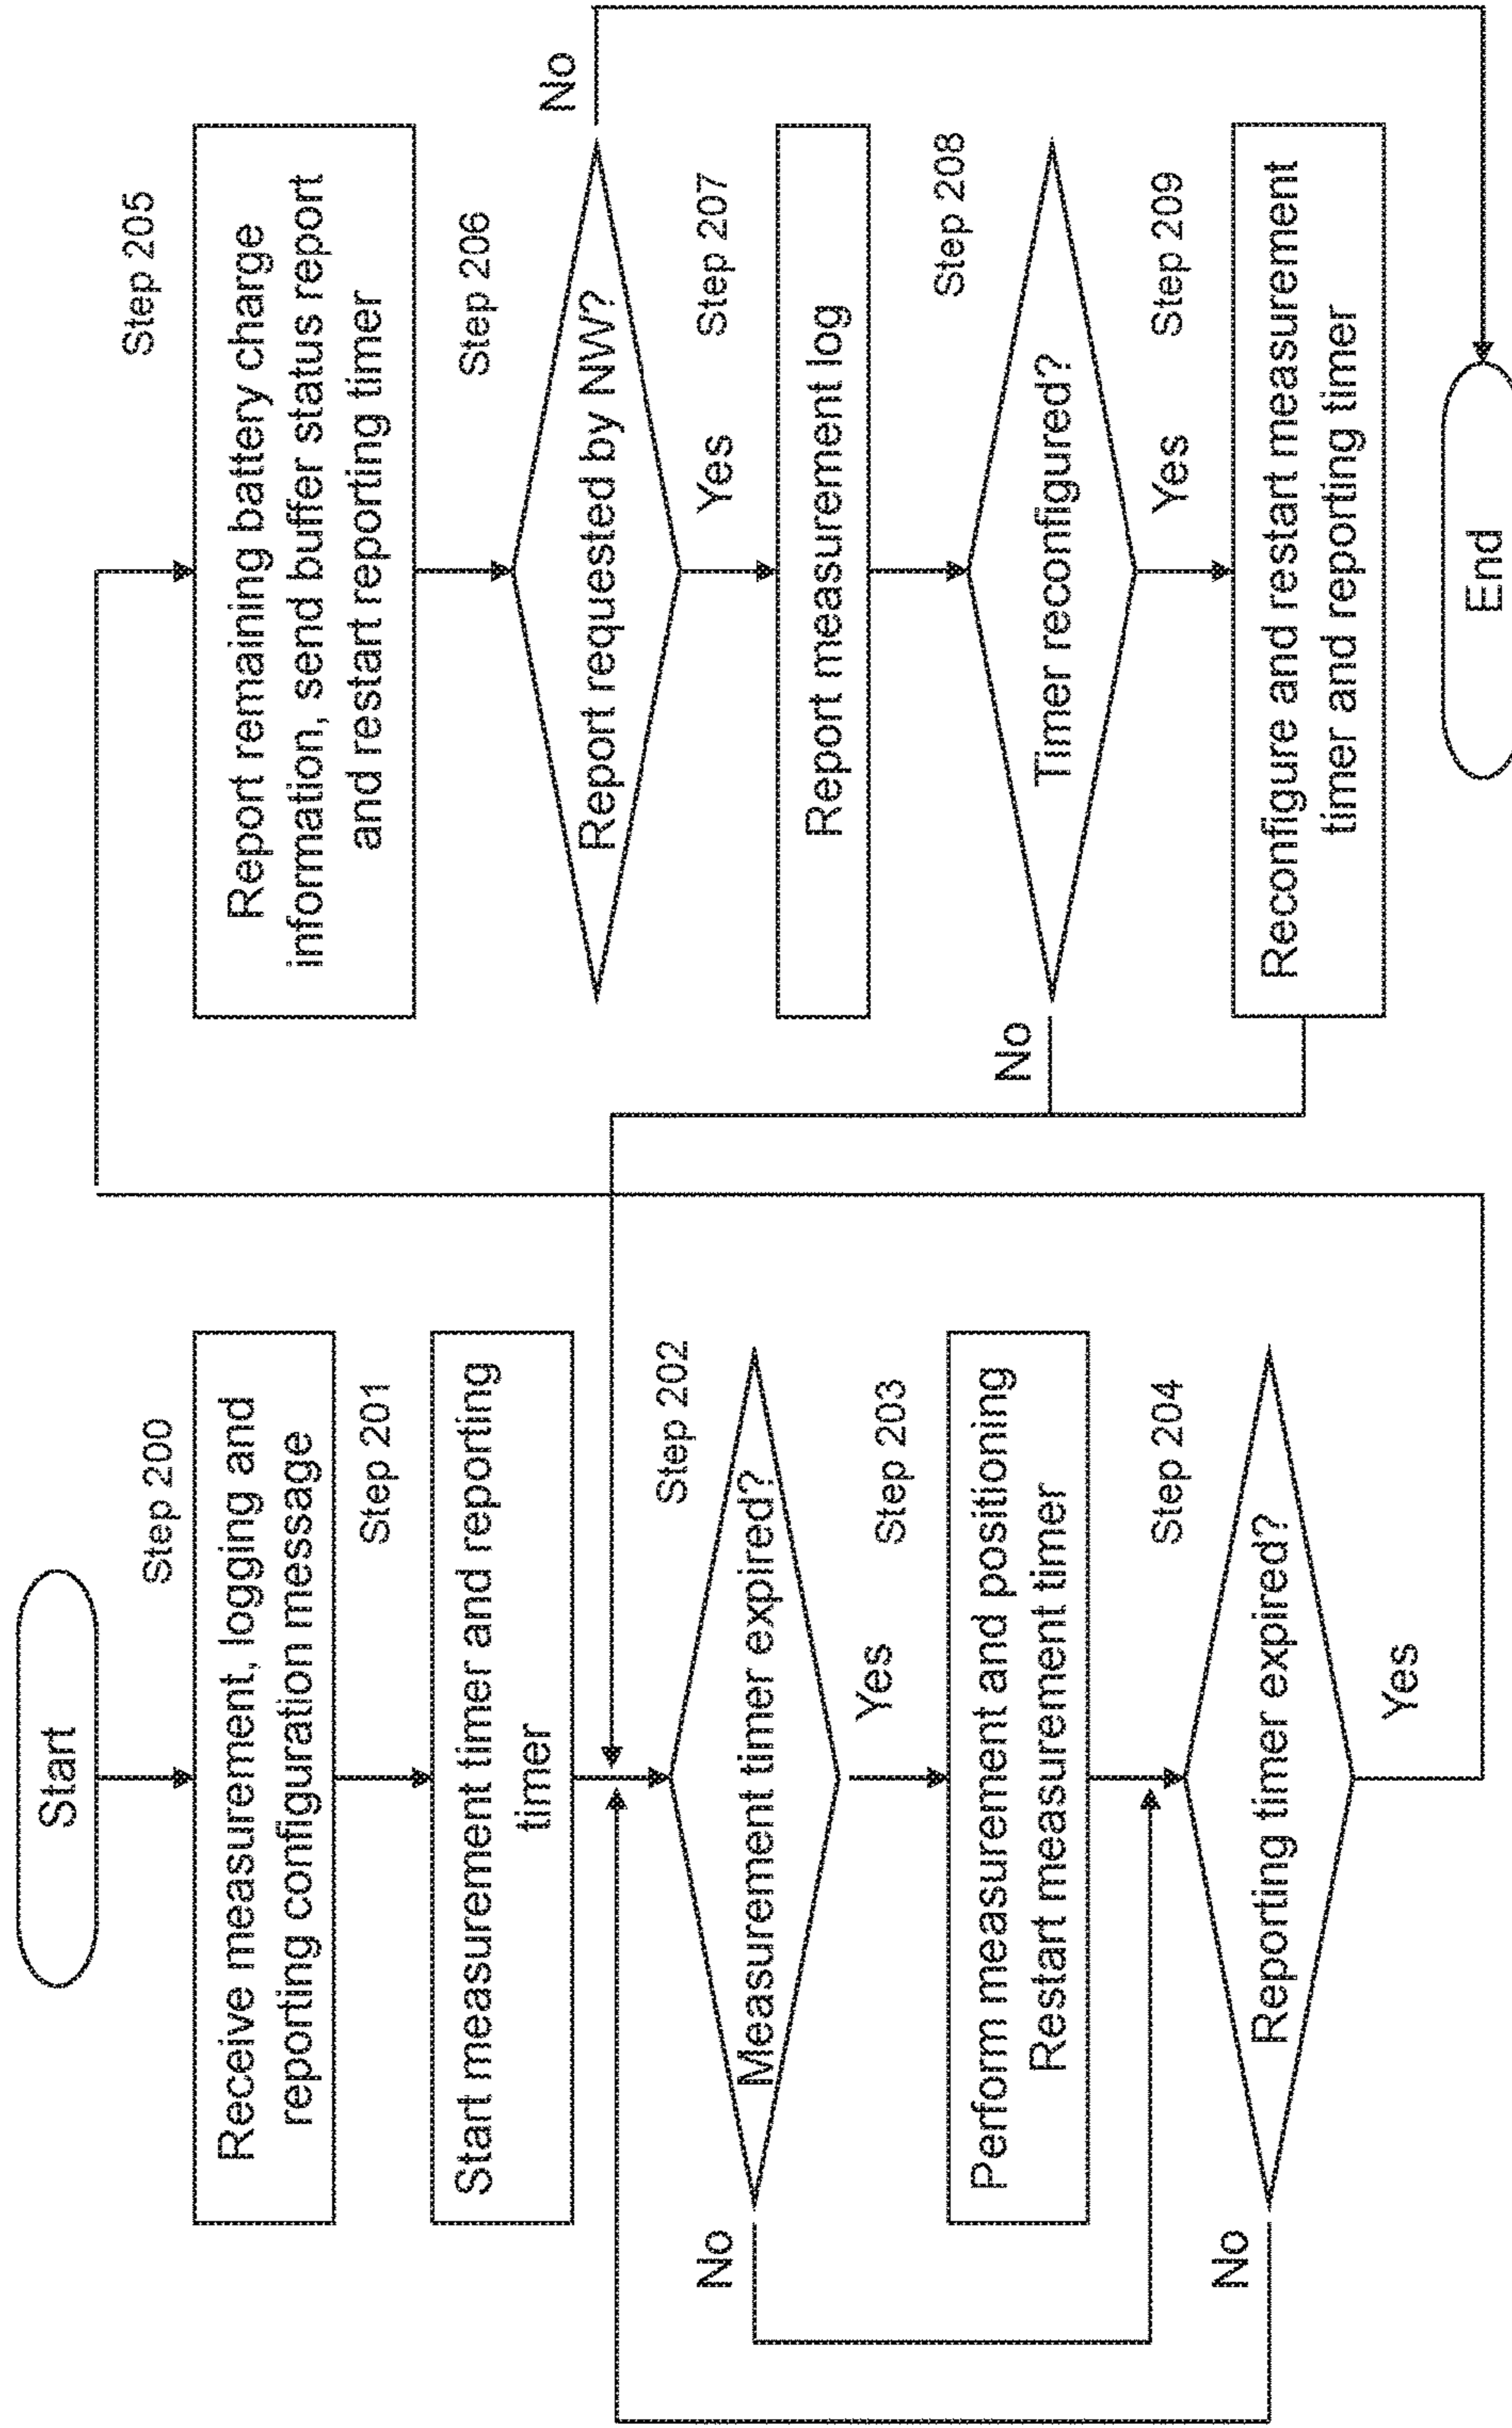 Start
Step 200
Receive measurement, logging and
reporting configuration message
Step 201
Start measurement timer and reporting
timer
Step 202
Measurement timer expired?
No
Yes
Step 203
Perform measurement and positioning
Restart measurement timer
Step 204
Reporting timer expired?
No
Yes
Step 205
Report remaining battery charge
information, send buffer status report
and restart reporting timer
Step 206
Report requested by NW?
No
Yes
Step 207
Report measurement log
Step 208
Timer reconfigured?
No
Yes
Step 209
Reconfigure and restart measurement
timer and reporting timer
End